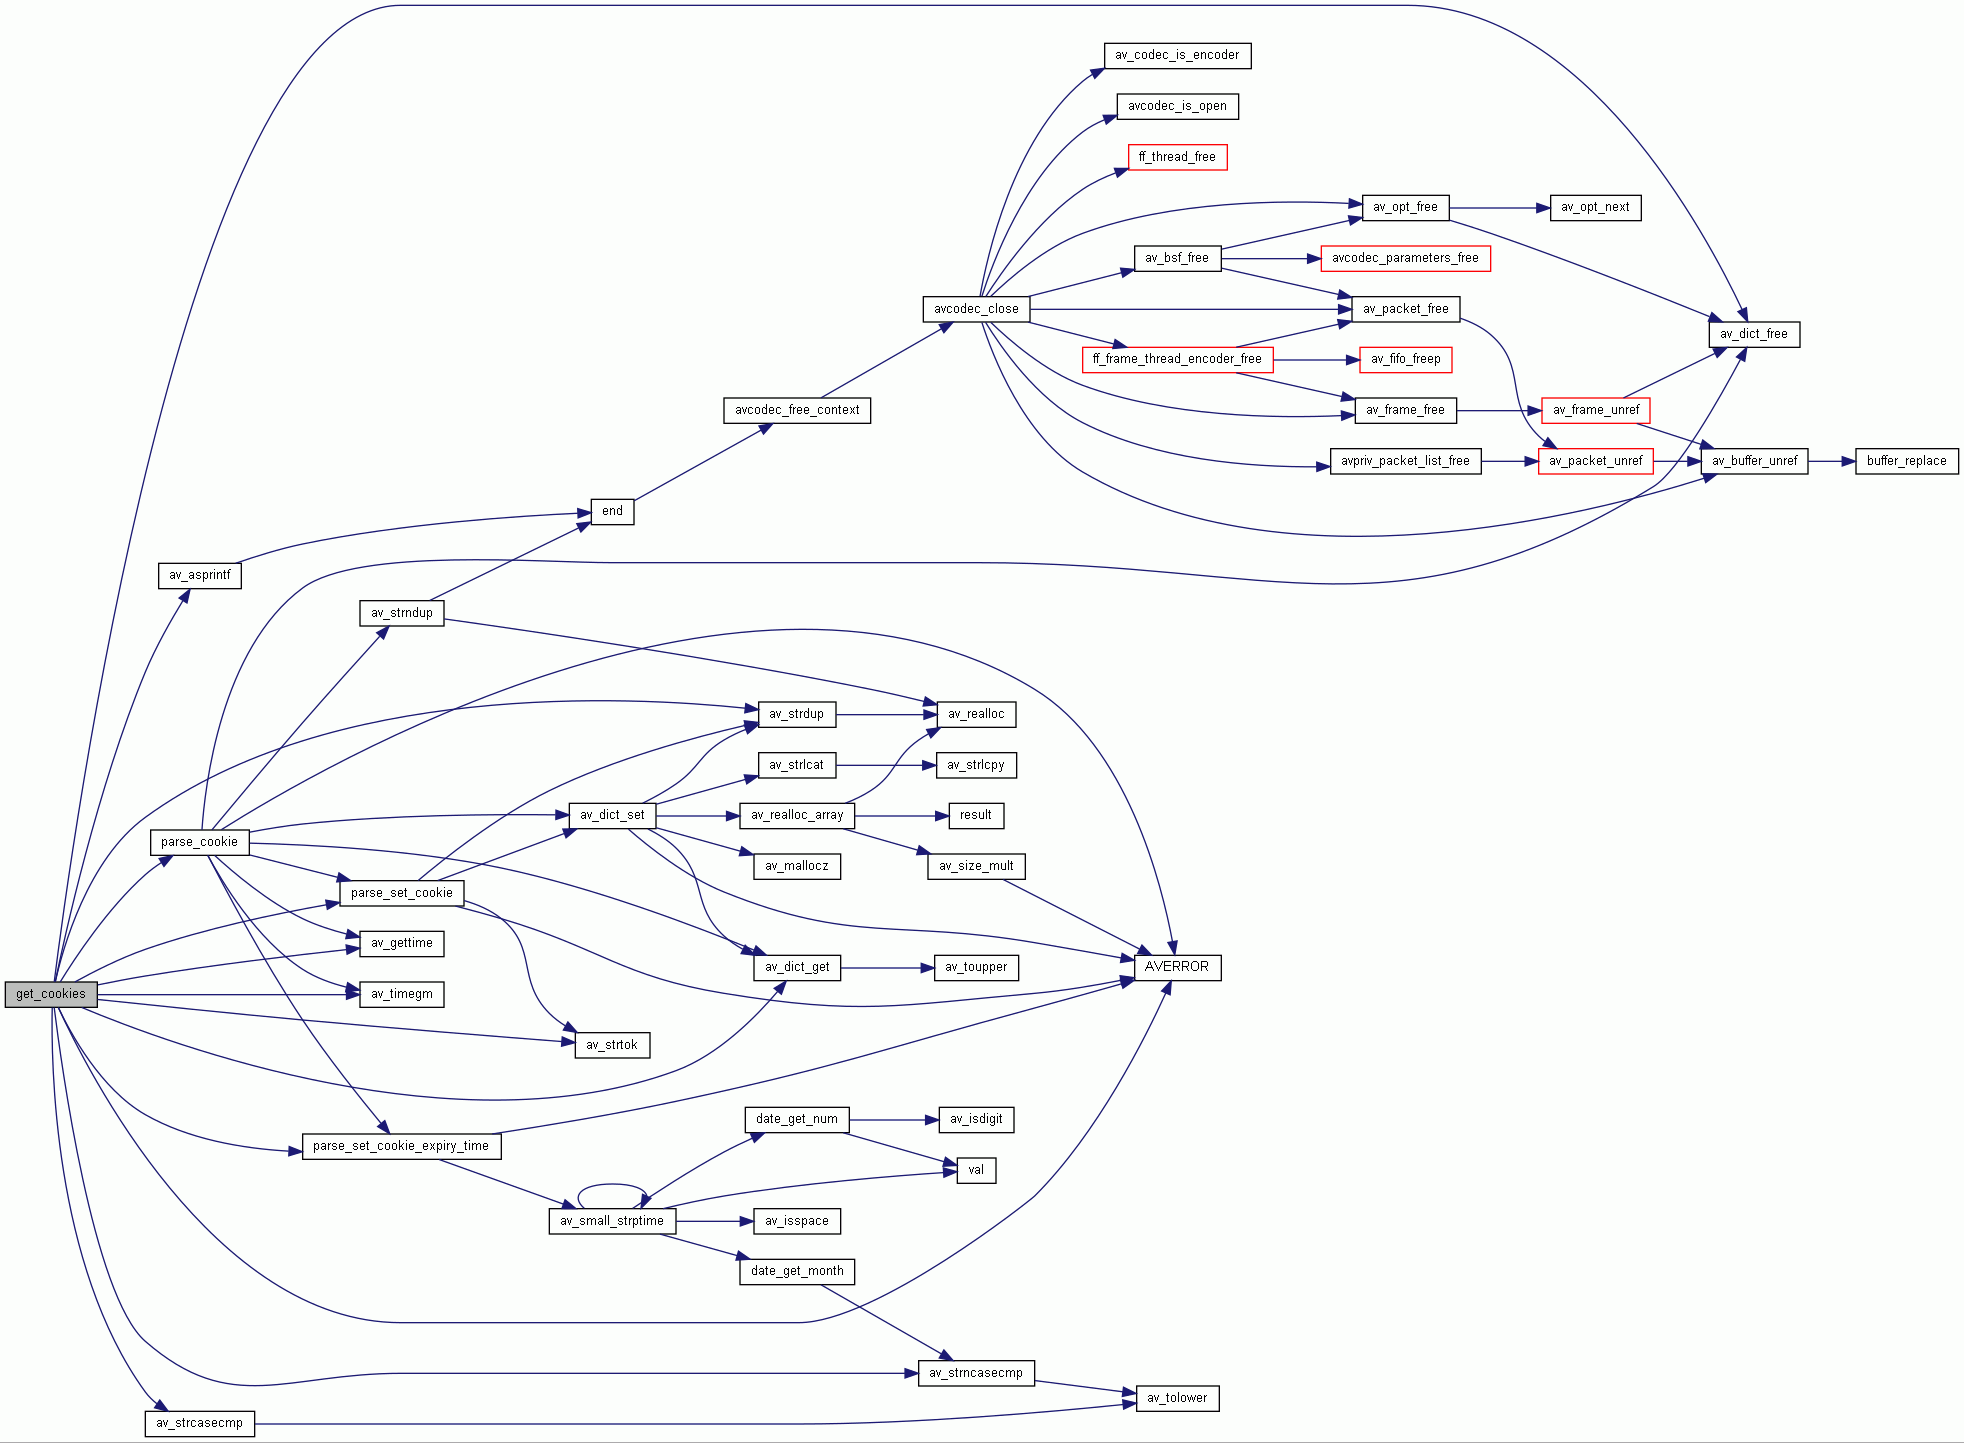 av_codec_is_encoder
avcodec_is_open
ff_thread_free
av_opt_free
av_opt_next
av_bsf_free
avcodec_parameters_free
avcodec_close
av_packet_free
av_dict_free
ff_frame_thread_encoder_free
av_fifo_freep
avcodec_free_context
av_frame_free
av_frame_unref
avpriv_packet_list_free
av_packet_unref
av_buffer_unref
buffer_replace
end
av_asprintf
av_strndup
av_strdup
av_realloc
av_strlcat
av_strlcpy
av_dict_set
av_realloc_array
result
parse_cookie
av_mallocz
av_size_mult
parse_set_cookie
av_gettime
av_dict_get
av_toupper
AVERROR
get_cookies
av_timegm
av_strtok
date_get_num
av_isdigit
parse_set_cookie_expiry_time
val
av_small_strptime
av_isspace
date_get_month
av_strncasecmp
av_tolower
av_strcasecmp